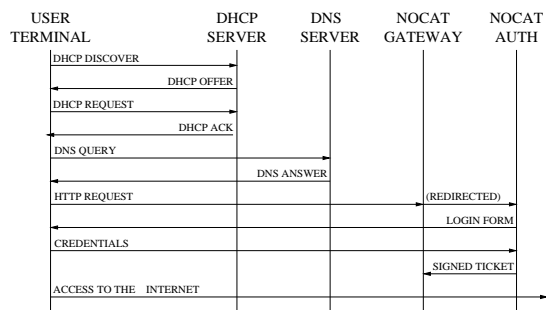 USER TERMINAL
DHCP SERVER
DNS SERVER
NOCAT GATEWAY
NOCAT AUTH
DHCP DISCOVER
DHCP OFFER
DHCP REQUEST
DHCP ACK
DNS QUERY
DNS ANSWER
HTTP REQUEST
(REDIRECTED)
LOGIN FORM
CREDENTIALS
SIGNED TICKET
ACCESS TO THE INTERNET